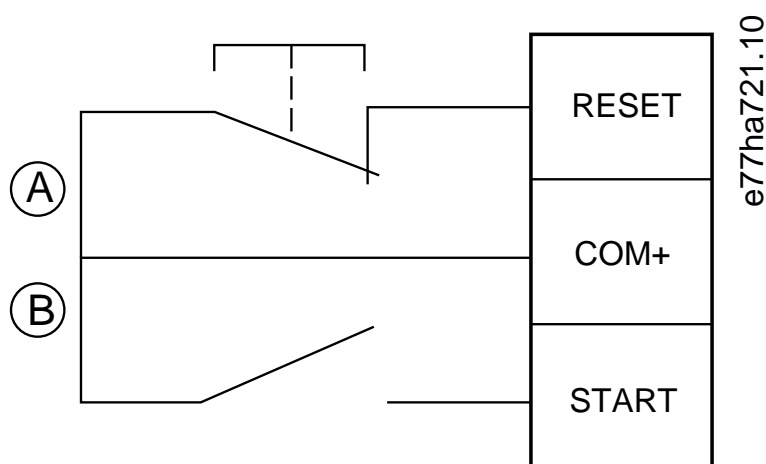 RESET
A
COM+
B
START
e77ha721.10